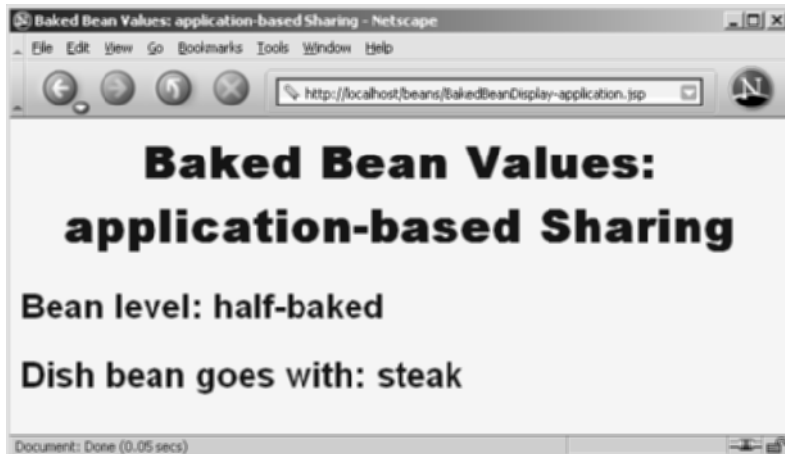 Baked Bean Values: application-based Sharing - Netscape
File Edit View Go Bookmarks Tools Window Help
http://localhost/beans/BakedBeanDisplay-application.jsp
N
Baked Bean Values:
application-based Sharing
Bean level: half-baked
Dish bean goes with: steak
Document: Done (0.05 secs)